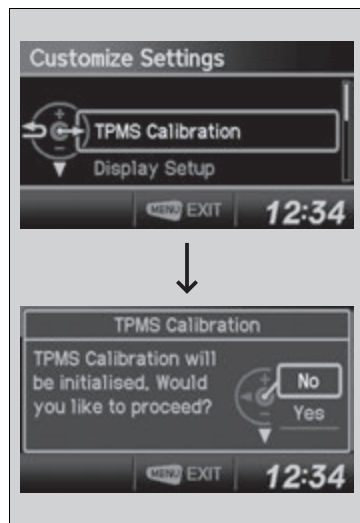 Customize Settings
+
TPMS Calibration
−
Display Setup
MENU EXIT 12:34
TPMS Calibration
TPMS Calibration will
be initialised. Would
you like to proceed?
+
No
−
Yes
MENU EXIT 12:34